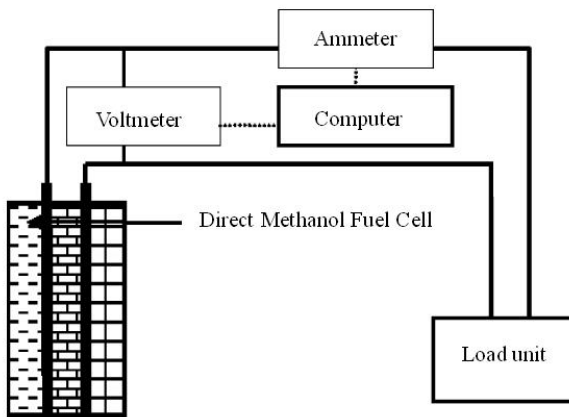 Ammeter
Voltmeter
Computer
Direct Methanol Fuel Cell
Load unit